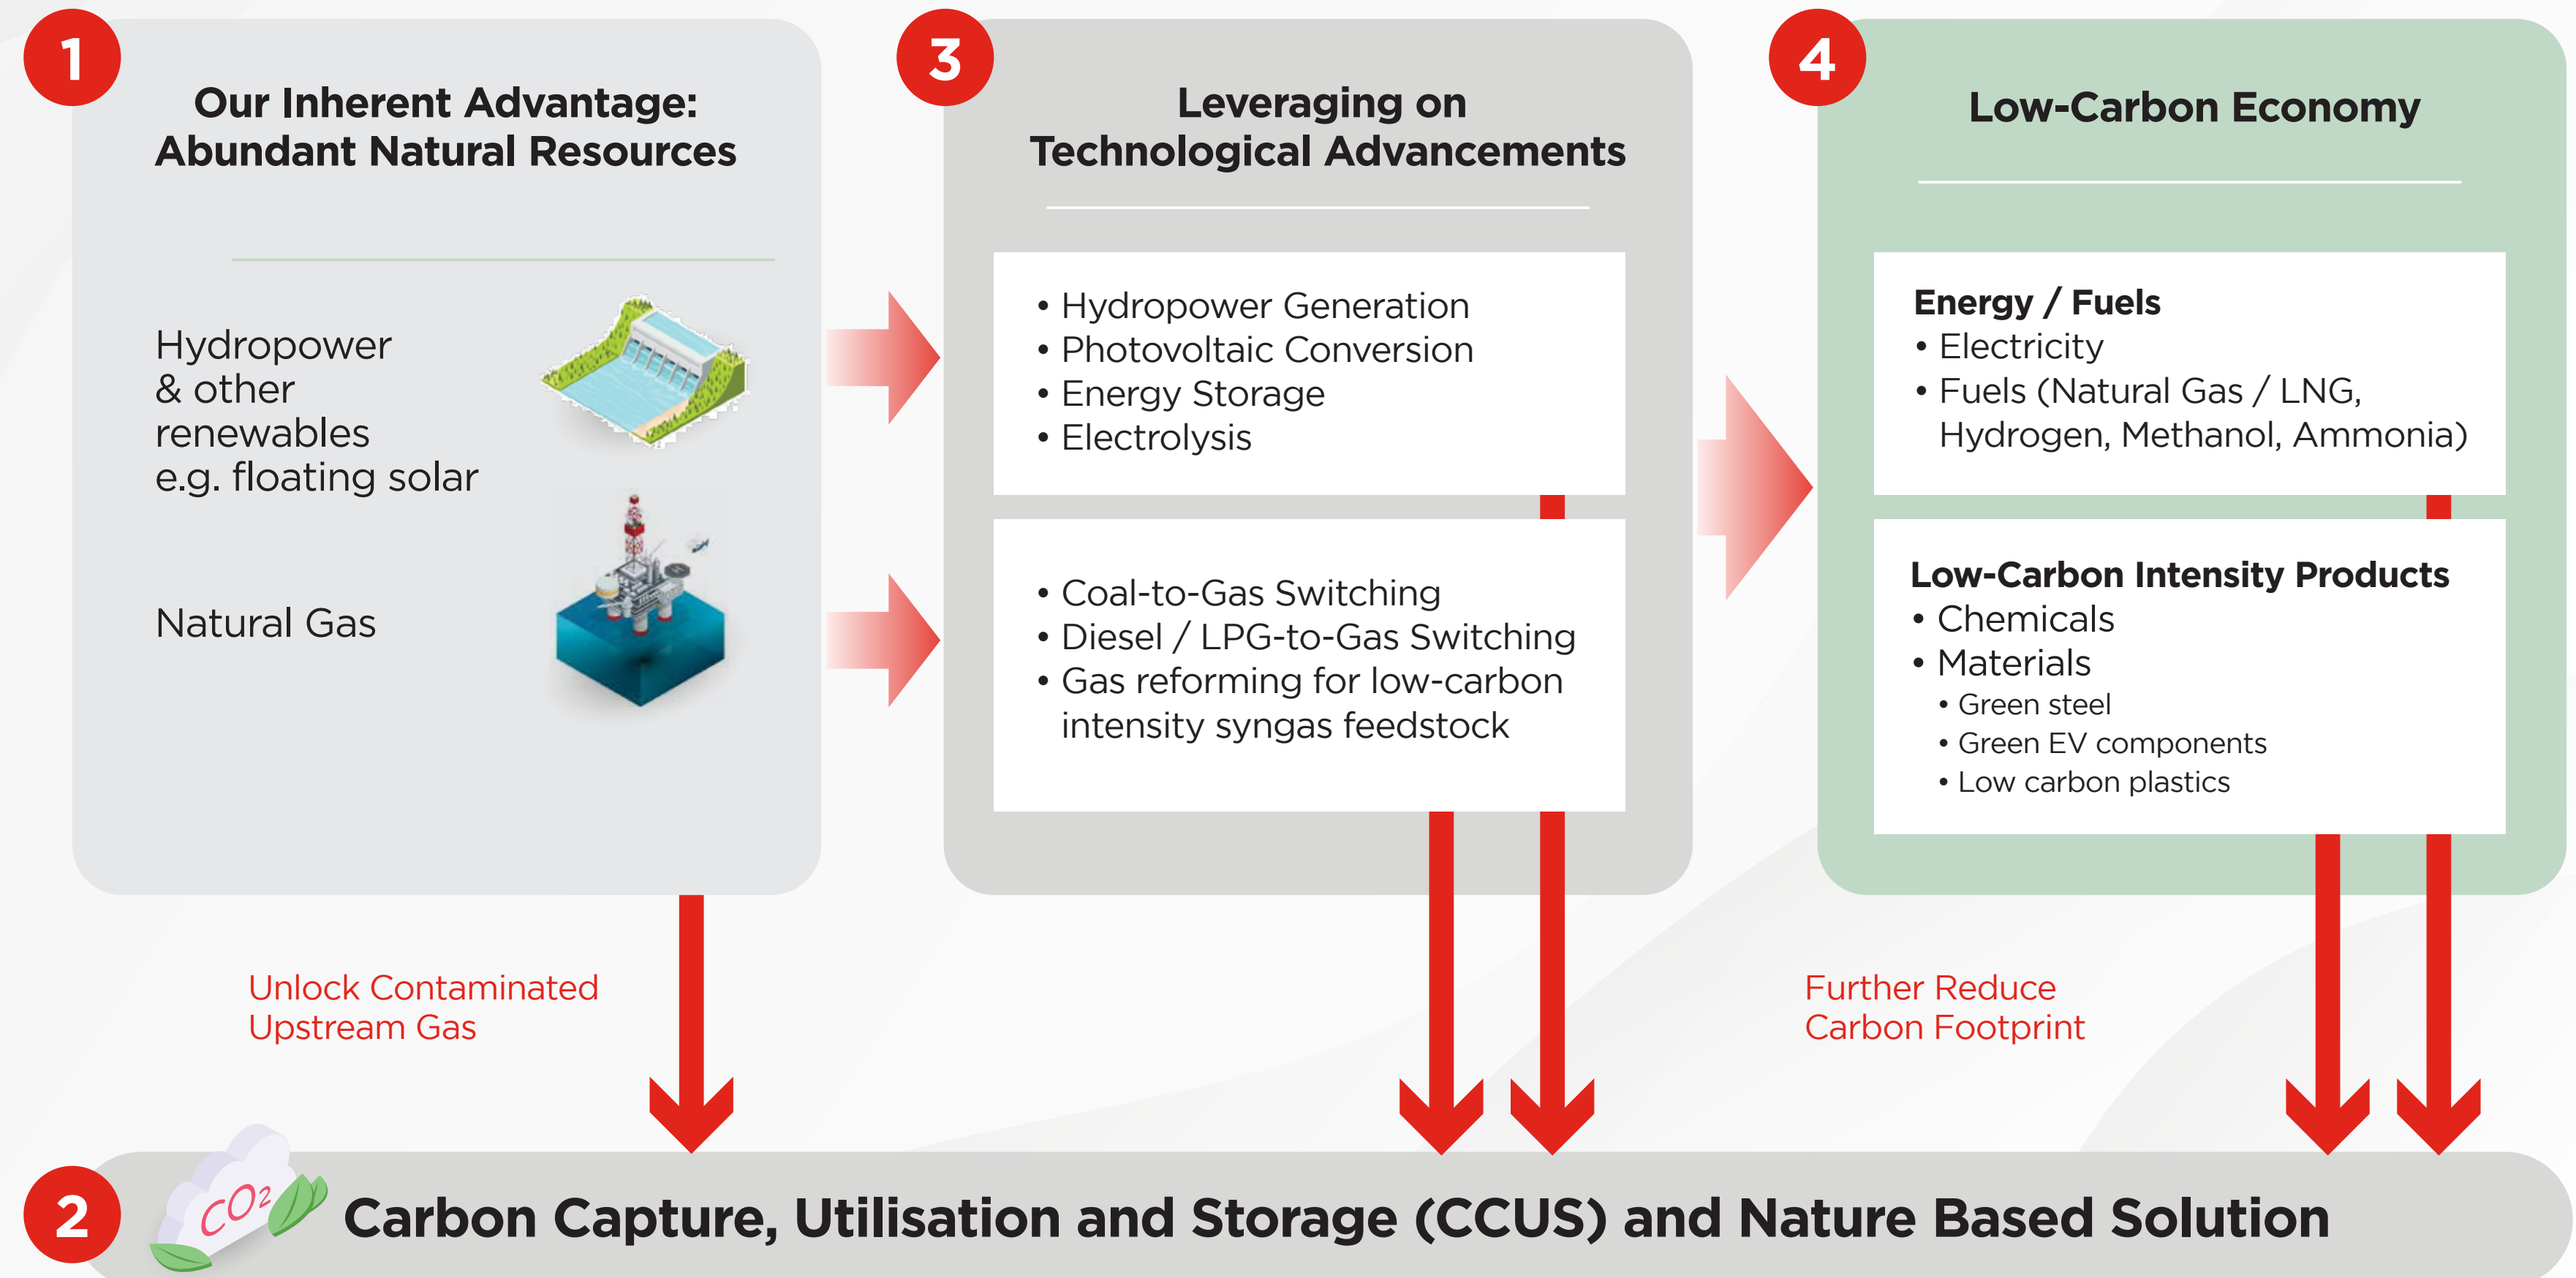 1
Our Inherent Advantage:
Abundant Natural Resources
Hydropower
& other
renewables
e.g. floating solar
Natural Gas
3
Leveraging on
Technological Advancements
• Hydropower Generation
• Photovoltaic Conversion
• Energy Storage
• Electrolysis
• Coal-to-Gas Switching
• Diesel / LPG-to-Gas Switching
• Gas reforming for low-carbon
intensity syngas feedstock
4
Low-Carbon Economy
Energy / Fuels
• Electricity
• Fuels (Natural Gas / LNG,
Hydrogen, Methanol, Ammonia)
Low-Carbon Intensity Products
• Chemicals
• Materials
• Green steel
• Green EV components
• Low carbon plastics
Unlock Contaminated
Upstream Gas
Further Reduce
Carbon Footprint
2
CO2
Carbon Capture, Utilisation and Storage (CCUS) and Nature Based Solution